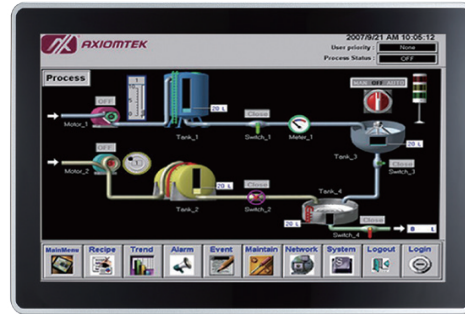 AXIOMTEK
2007/9/21 AM 10:05:12
User priority : None
Process Status : OFF
Process
OFF
1
20 L
Close
Motor_1
Tank_1
Switch_1
Meter_1
20 L
Tank_3
OFF
Close
Switch_3
Motor_2
20 L
Close
Tank_4
Tank_2
Switch_2
20 L
Close
0 L
Switch_4
MainMenu Recipe Trend Alarm Event Maintain Network System Logout Login